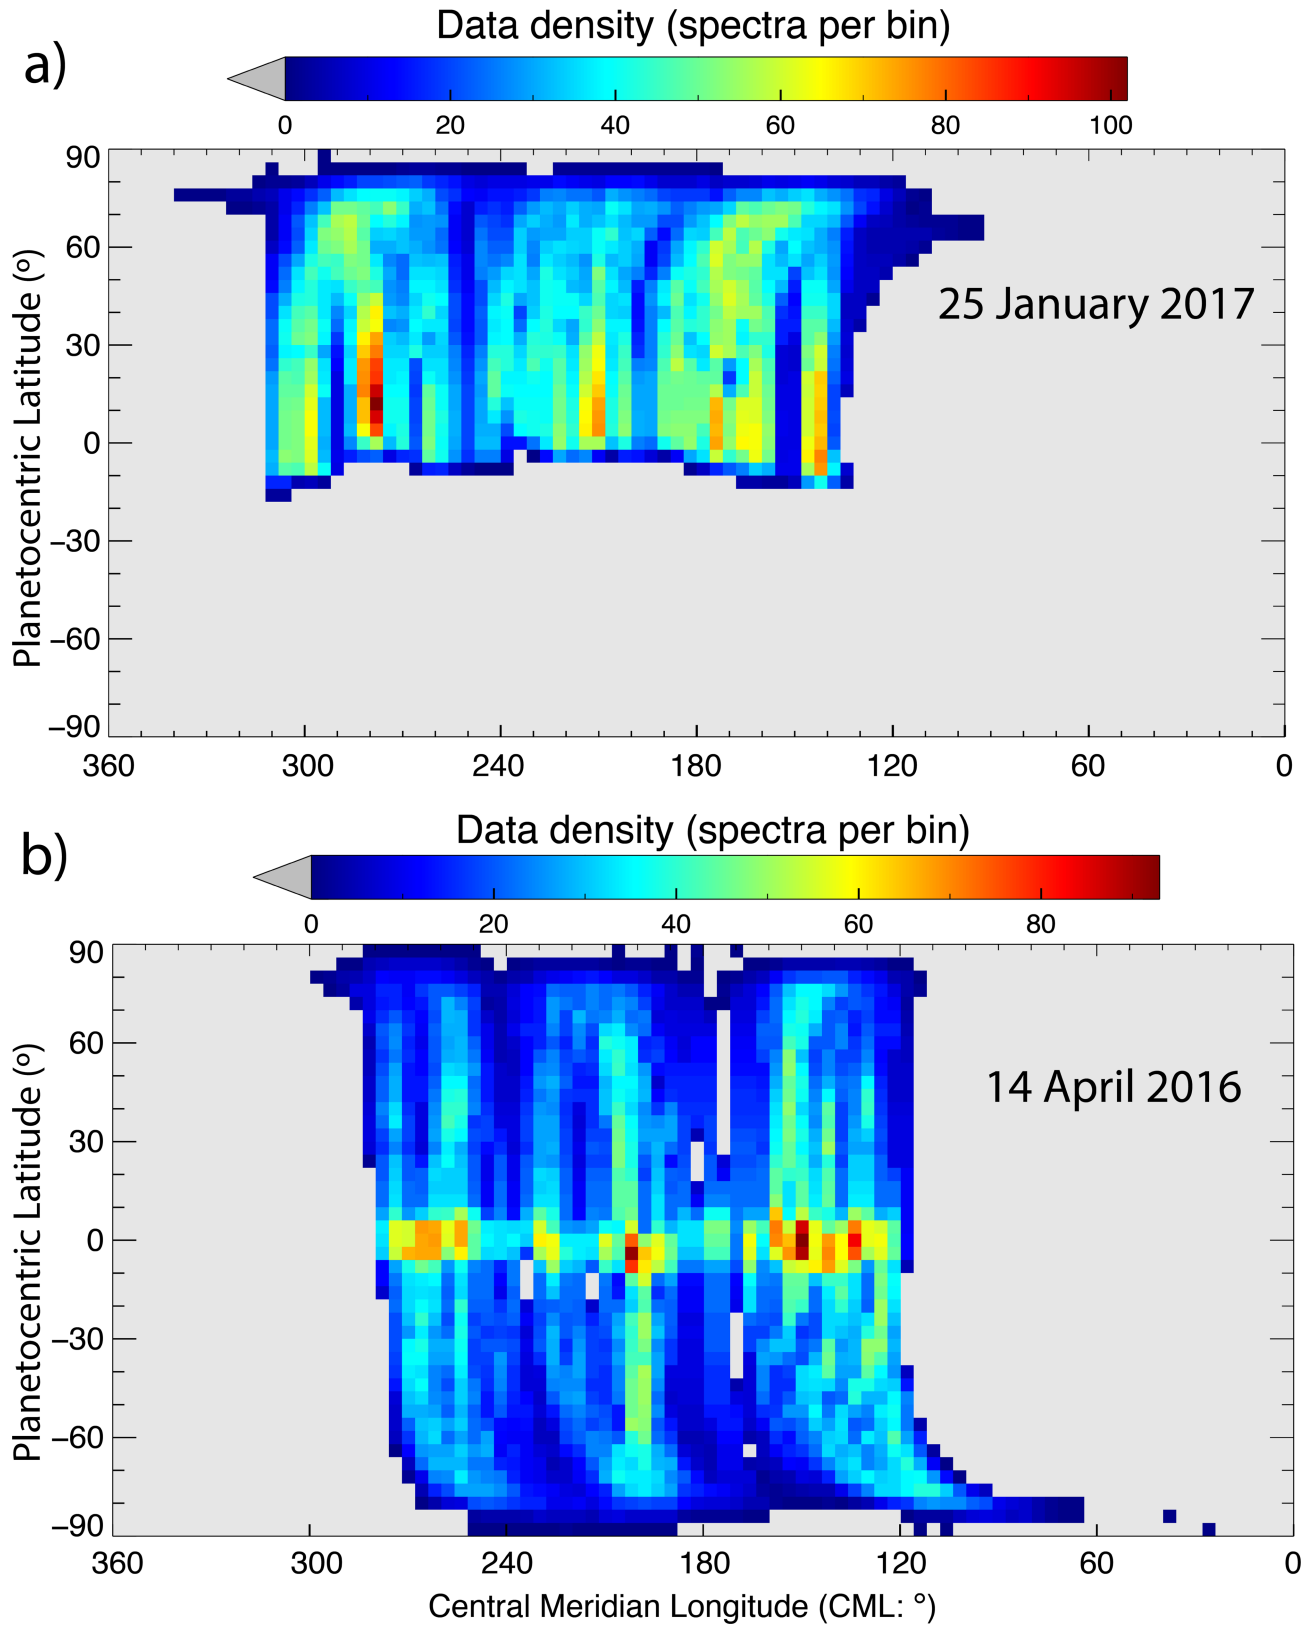 Data density (spectra per bin)
a)
0 20 40 60 80 100
90
60
30
0
−30
−60
−90
Planetocentric Latitude (º)
25 January 2017
360 300 240 180 120 60 0
Data density (spectra per bin)
b)
0 20 40 60 80
90
60
30
0
−30
−60
−90
Planetocentric Latitude (º)
14 April 2016
360 300 240 180 120 60 0
Central Meridian Longitude (CML: °)